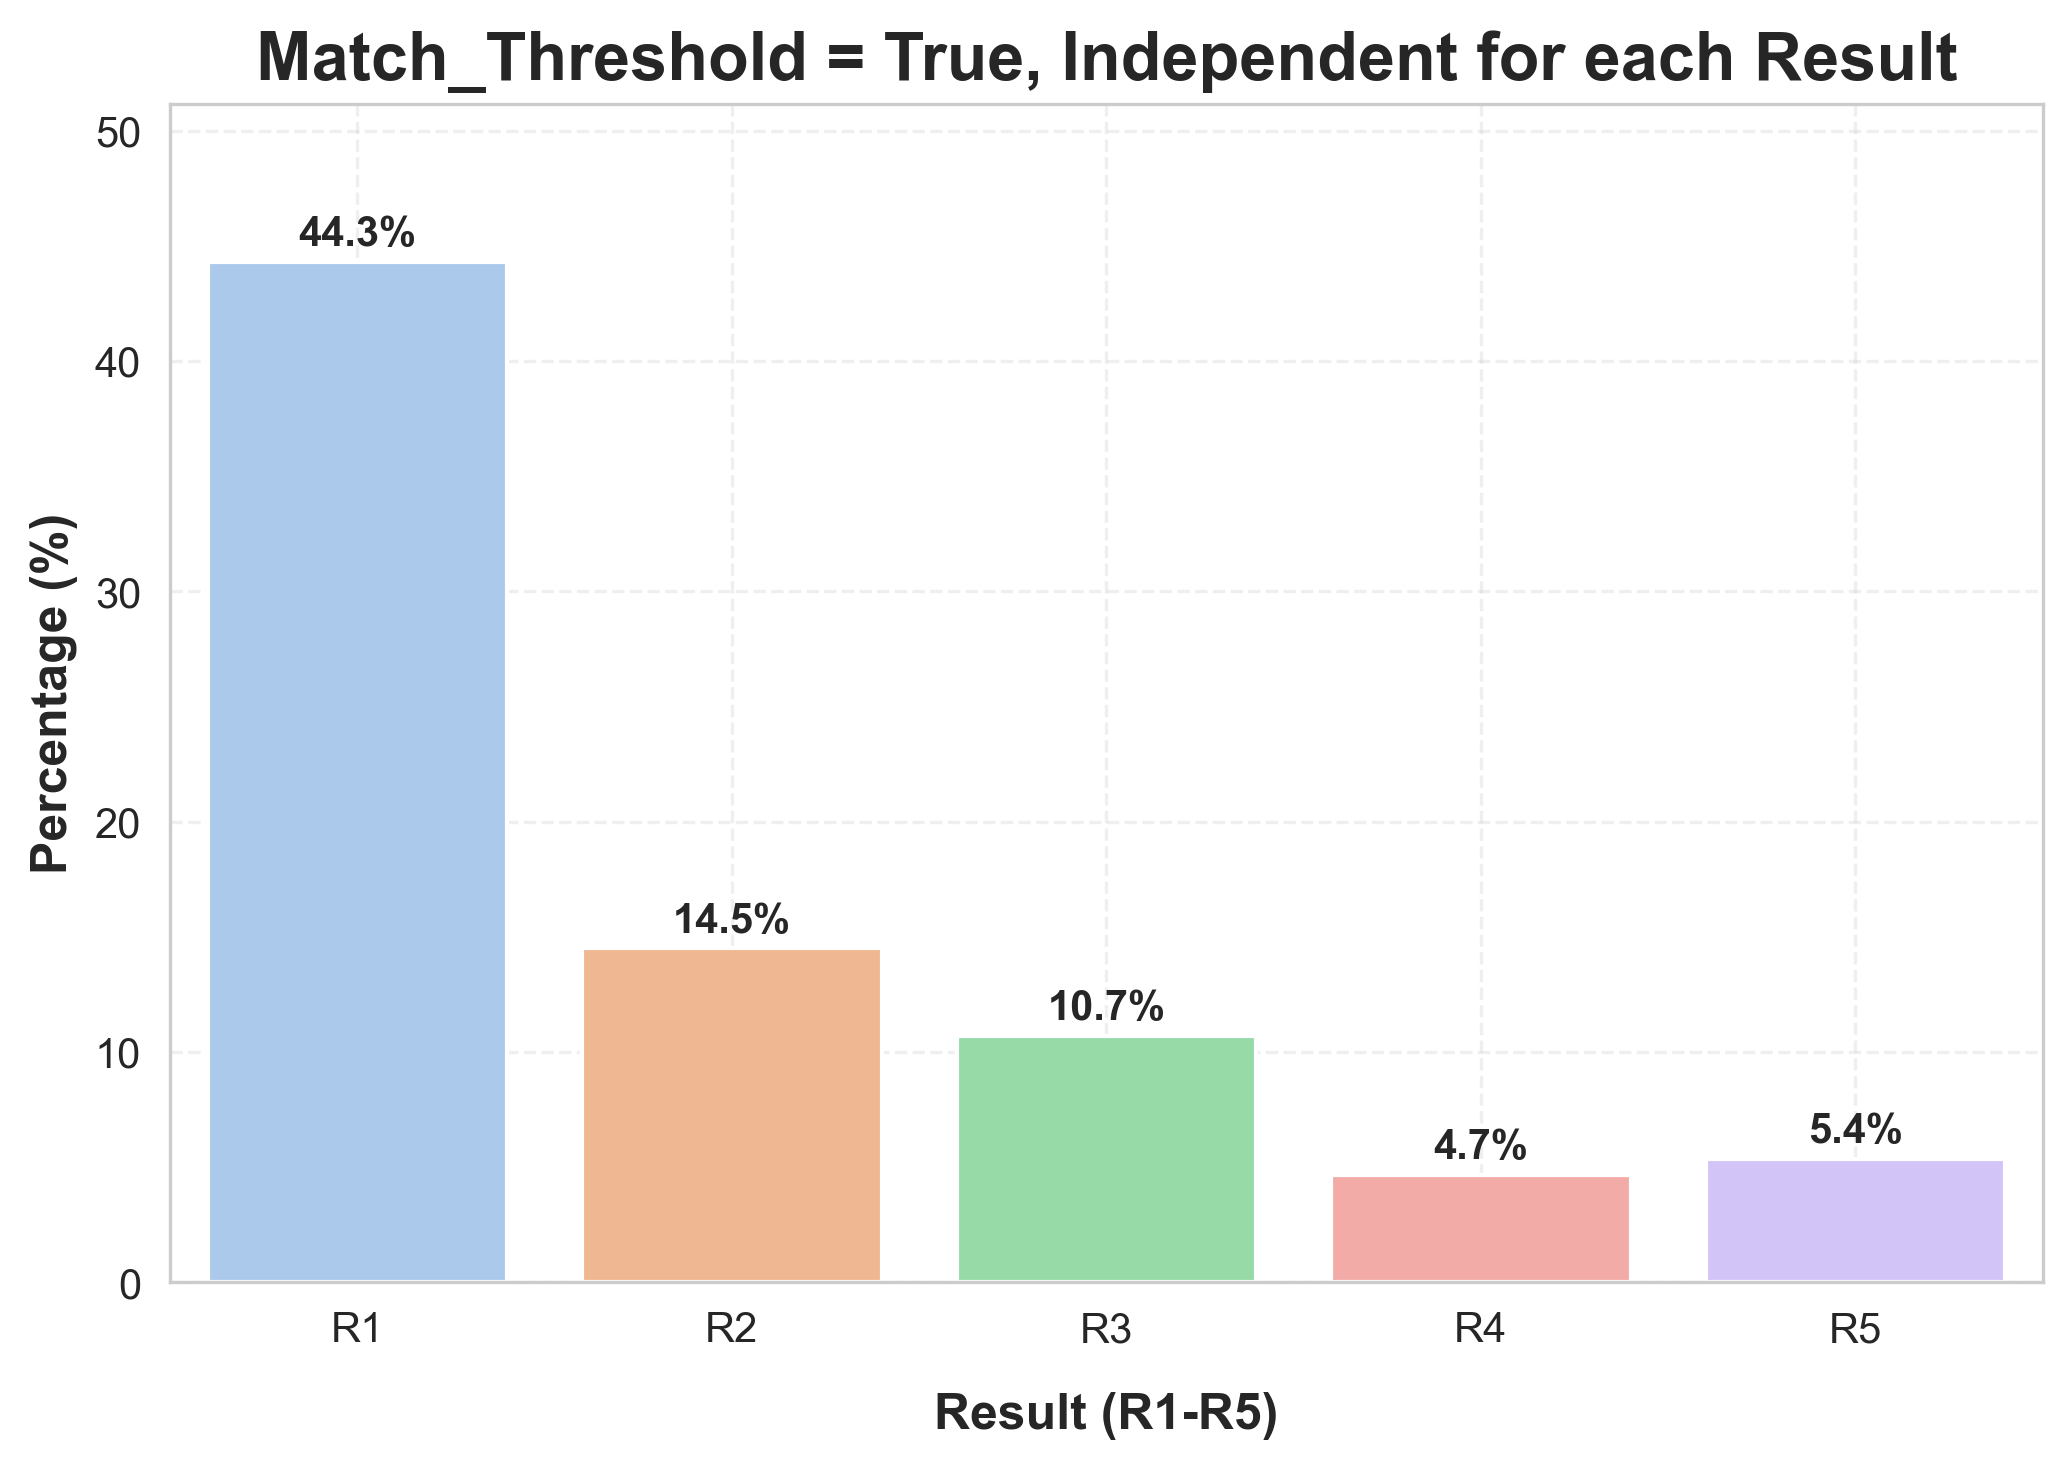 Match_Threshold = True, Independent for each Result
Percentage (%)
50
40
30
20
10
0
44.3%
14.5%
10.7%
4.7%
5.4%
R1
R2
R3
R4
R5
Result (R1-R5)